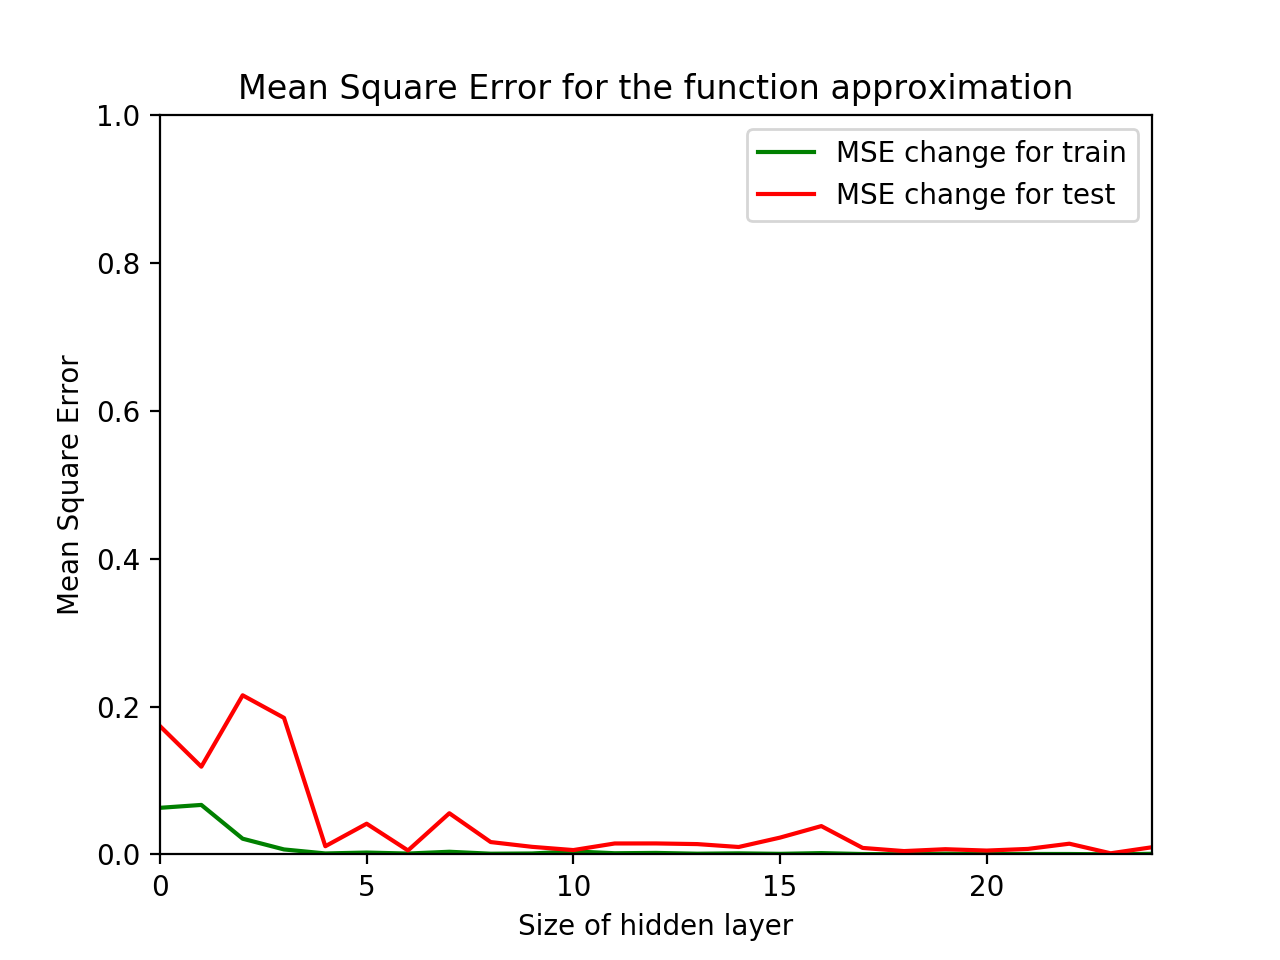 Mean Square Error for the function approximation
MSE change for train
MSE change for test
1.0
0.8
0.6
0.4
0.2
0.0
Mean Square Error
0 5 10 15 20
Size of hidden layer